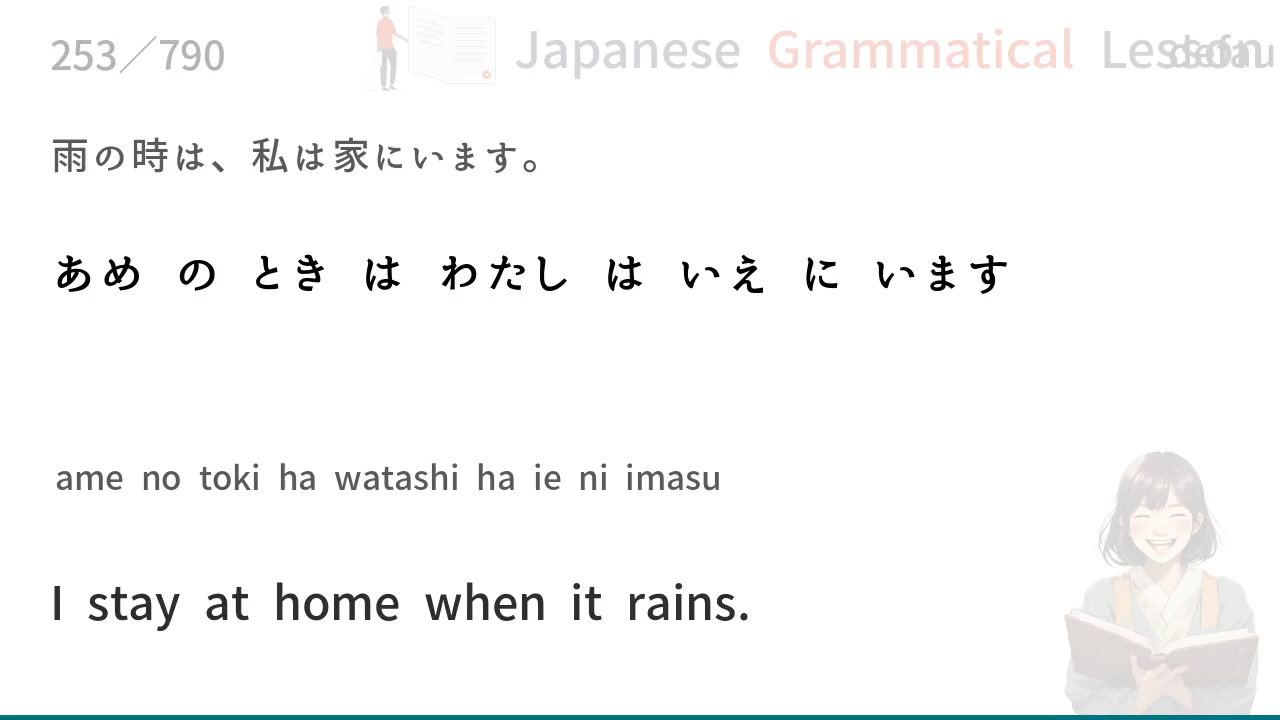 253／790
Japanese Grammatical Lesson
雨の時は、私は家にいます。
あめ の とき は わたし は いえ に います
ame no toki ha watashi ha ie ni imasu
I stay at home when it rains.